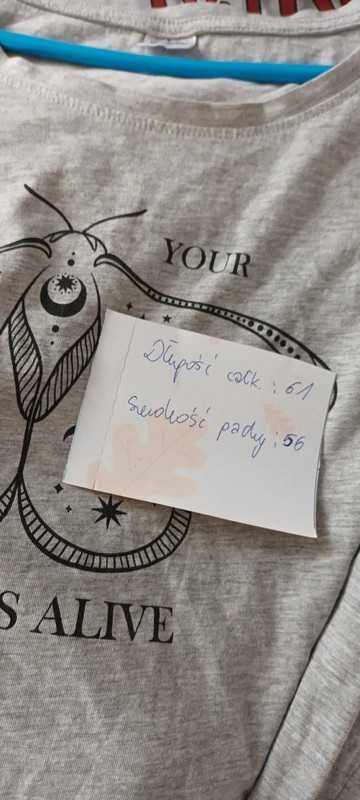 YOUR
Długość całk.: 61
Szerokość pachy: 56
S ALIVE